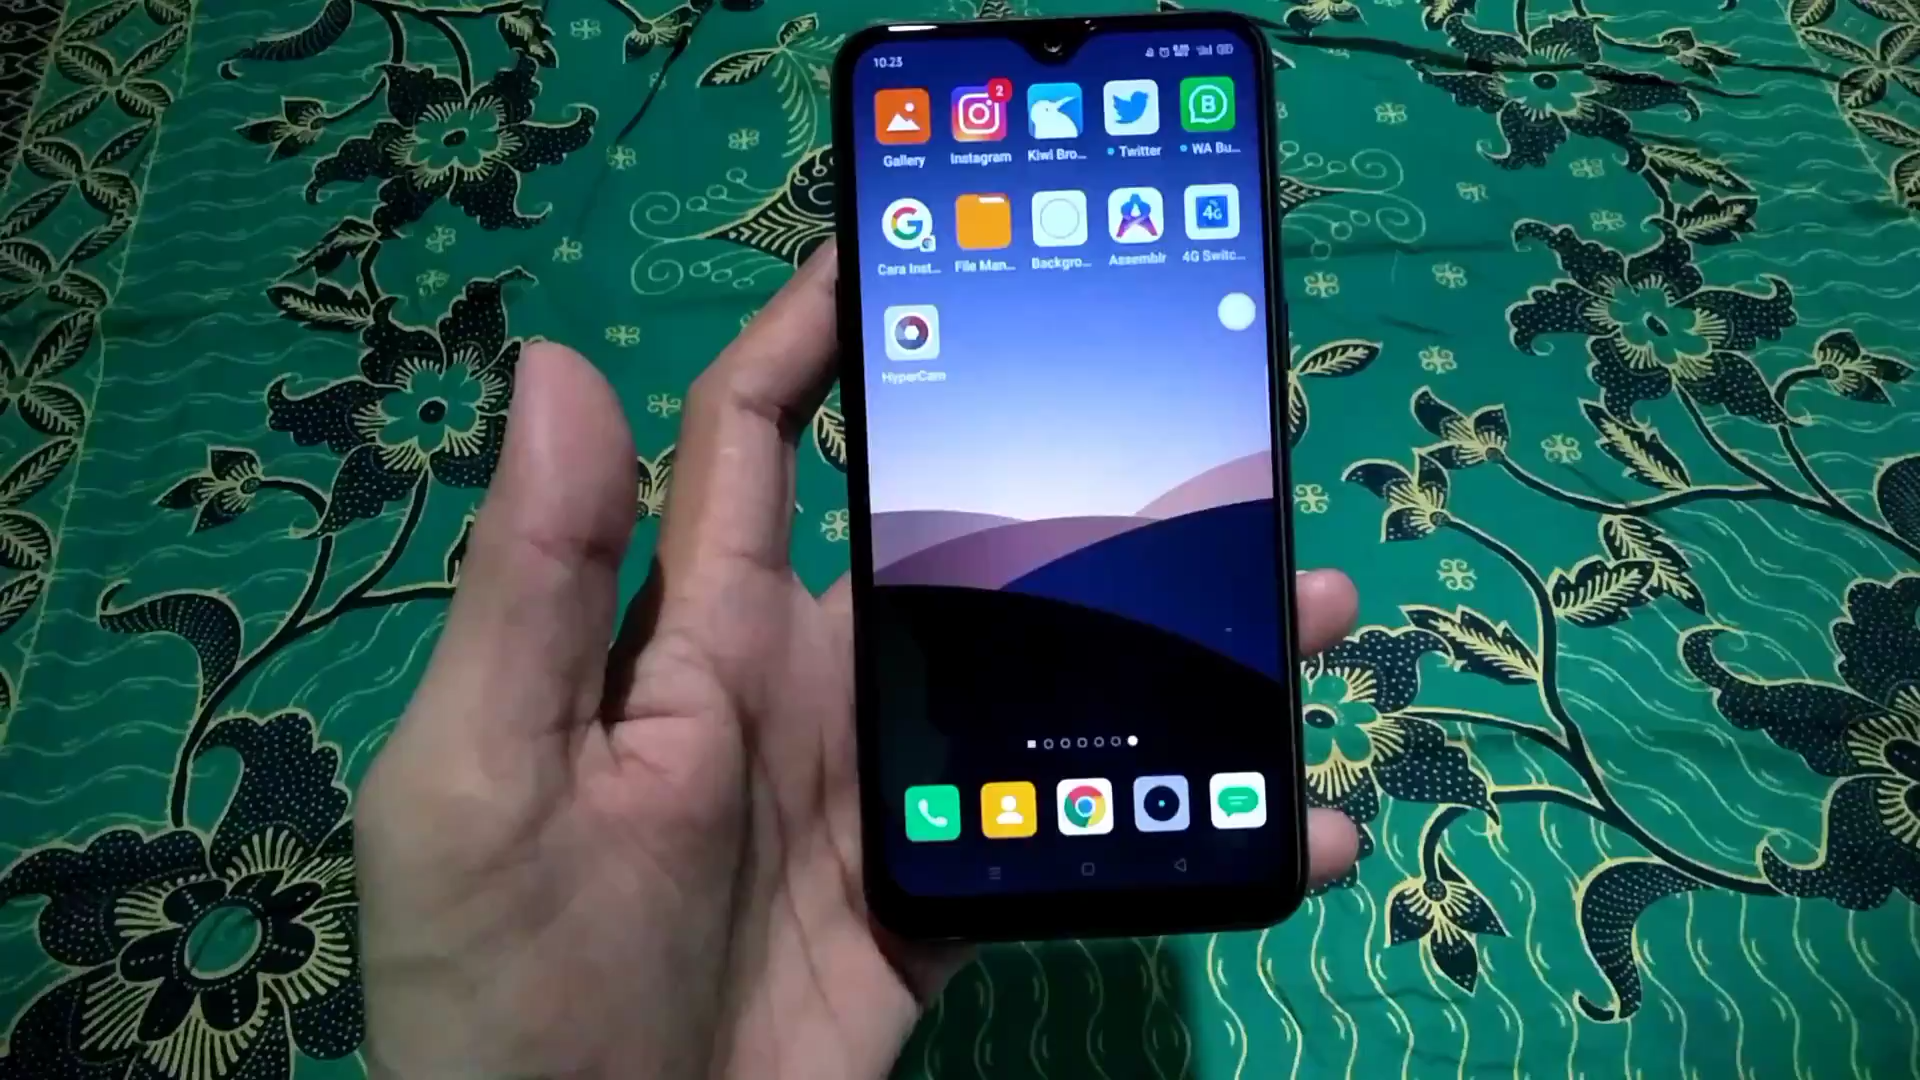 10.23
2
Gallery
Instagram
Kiwi Bro...
Twitter
WA Bu...
B
G
4G
Cara Inst...
File Man...
Backgro...
Assemblr
4G Switc...
HyperCam